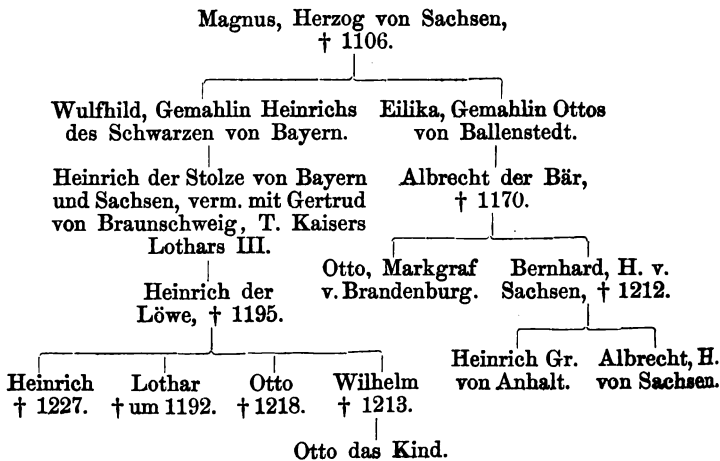 Magnus, Herzog von Sachsen,
† 1106.
Wulfhild, Gemahlin Heinrichs
des Schwarzen von Bayern.
Eilika, Gemahlin Ottos
von Ballenstedt.
Heinrich der Stolze von Bayern
und Sachsen, verm. mit Gertrud
von Braunschweig, T. Kaisers
Lothars III.
Albrecht der Bär,
† 1170.
Otto, Markgraf
v. Brandenburg.
Bernhard, H. v.
Sachsen, † 1212.
Heinrich der
Löwe, † 1195.
Heinrich Gr.
von Anhalt.
Albrecht, H.
von Sachsen.
Heinrich
† 1227.
Lothar
† um 1192.
Otto
† 1218.
Wilhelm
† 1213.
Otto das Kind.